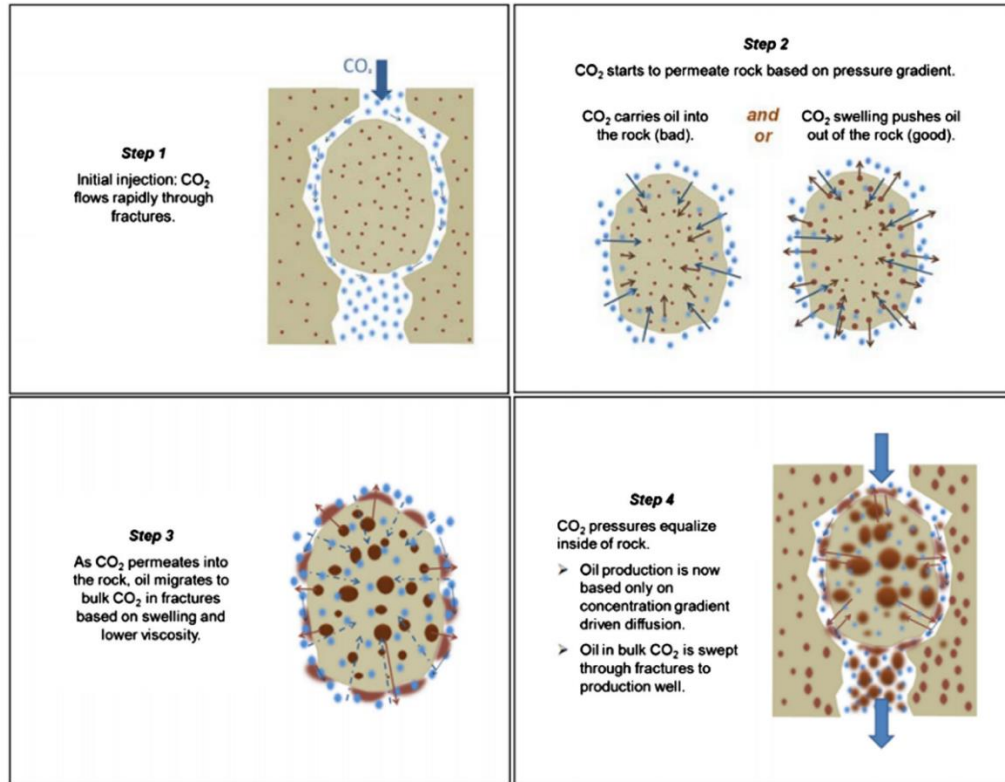 CO₂
Step 1
Initial injection: CO₂
flows rapidly through
fractures.
Step 2
CO₂ starts to permeate rock based on pressure gradient.
CO₂ carries oil into
the rock (bad).
and
or
CO₂ swelling pushes oil
out of the rock (good).
Step 3
As CO₂ permeates into
the rock, oil migrates to
bulk CO₂ in fractures
based on swelling and
lower viscosity.
Step 4
CO₂ pressures equalize
inside of rock.
➢ Oil production is now
based only on
concentration gradient
driven diffusion.
➢ Oil in bulk CO₂ is swept
through fractures to
production well.